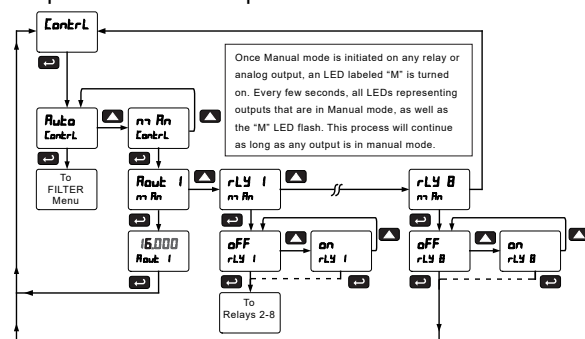 ContrL
Once Manual mode is initiated on any relay or
analog output, an LED labeled “M” is turned
on. Every few seconds, all LEDs representing
outputs that are in Manual mode, as well as
the “M” LED flash. This process will continue
as long as any output is in manual mode.
Auto
ContrL
mAn
ContrL
To
FILTER
Menu
Aout 1
mAn
rLY 1
mAn
rLY 8
mAn
16.000
Aout 1
oFF
rLY 1
on
rLY 1
oFF
rLY 8
on
rLY 8
To
Relays 2-8